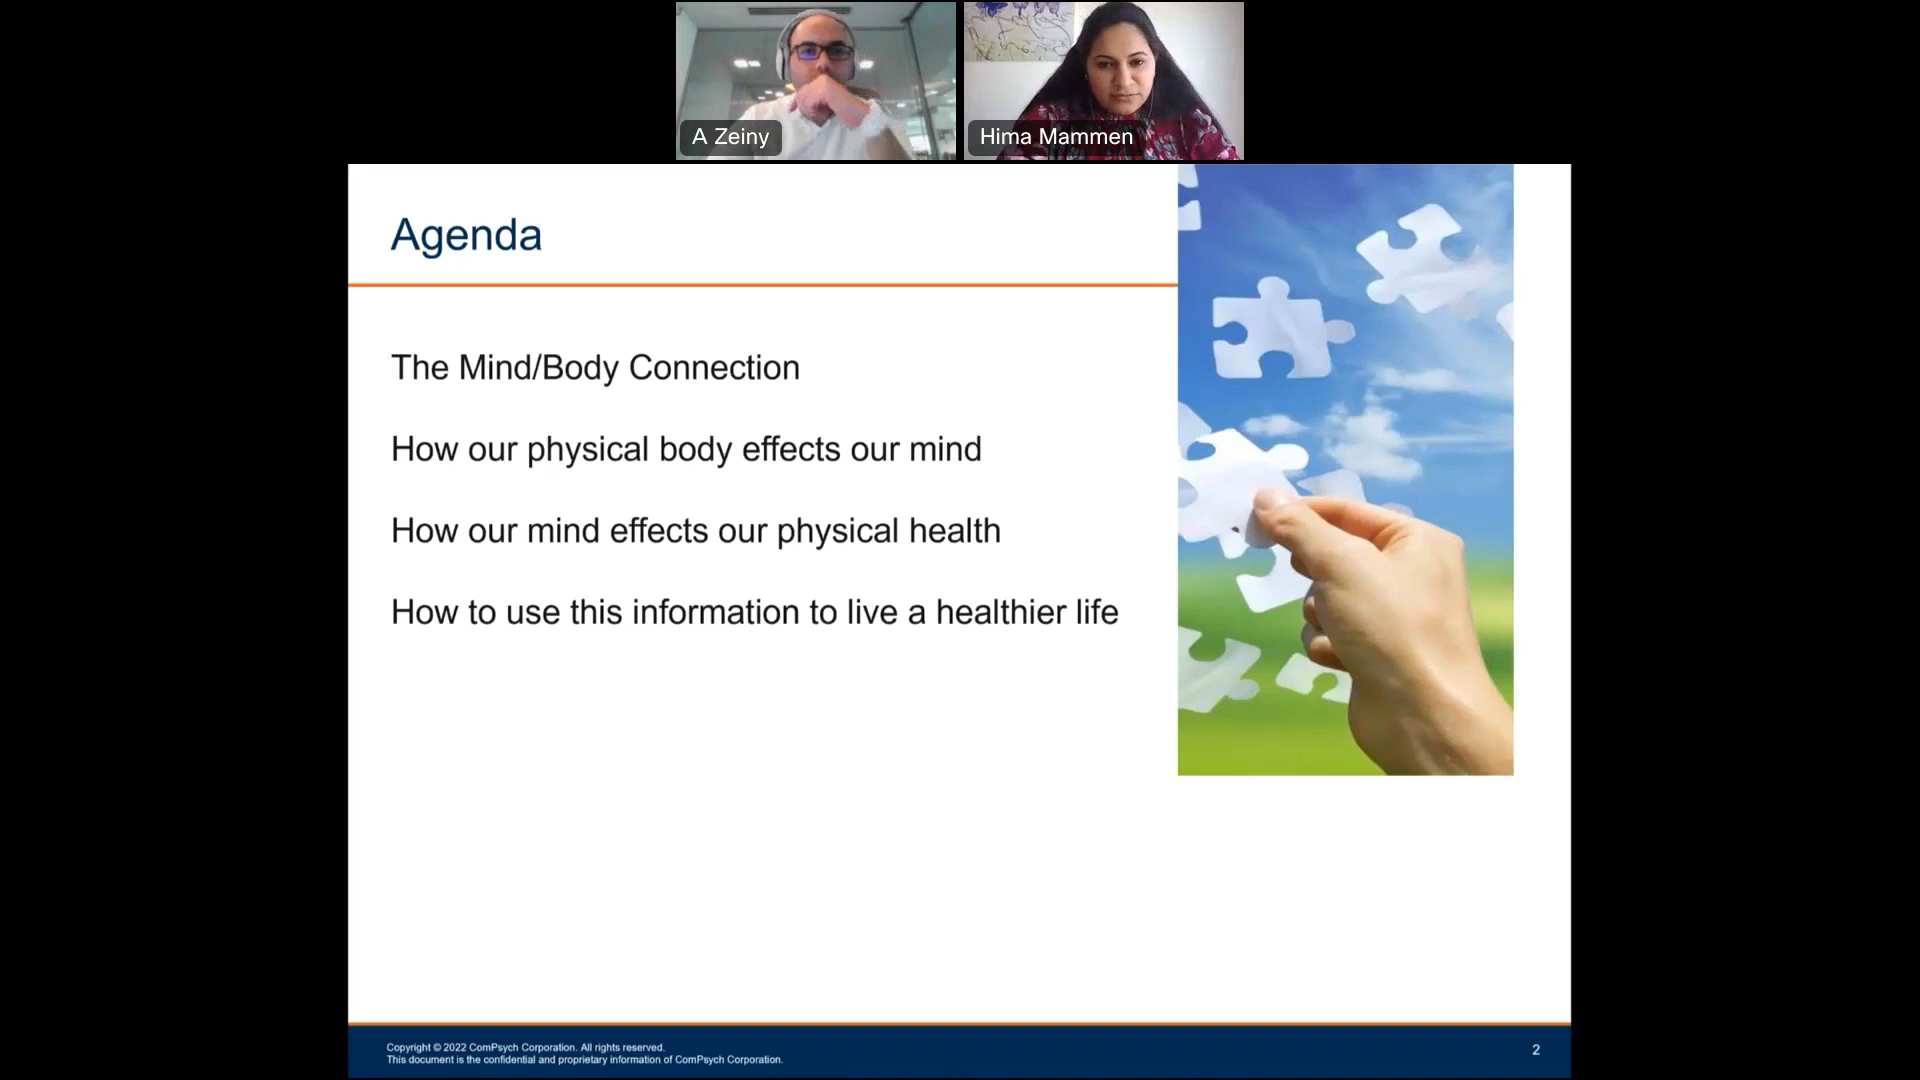 A Zeiny
Hima Mammen
Agenda
The Mind/Body Connection
How our physical body effects our mind
How our mind effects our physical health
How to use this information to live a healthier life
Copyright © 2022 ComPsych Corporation. All rights reserved.
This document is the confidential and proprietary information of ComPsych Corporation.
2